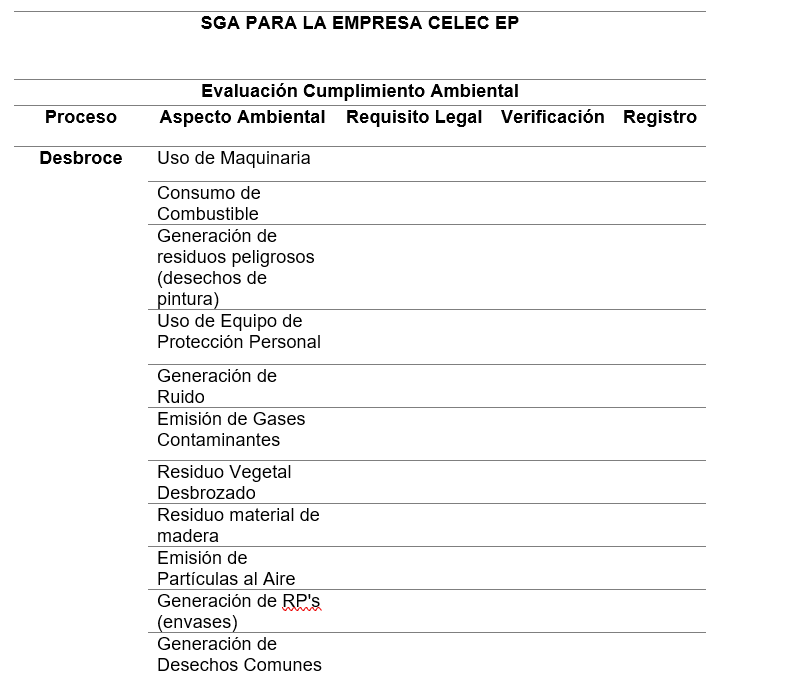 SGA PARA LA EMPRESA CELEC EP
Evaluación Cumplimiento Ambiental
Proceso Aspecto Ambiental Requisito Legal Verificación Registro
Desbroce Uso de Maquinaria
Consumo de
Combustible
Generación de
residuos peligrosos
(desechos de
pintura)
Uso de Equipo de
Protección Personal
Generación de
Ruido
Emisión de Gases
Contaminantes
Residuo Vegetal
Desbrozado
Residuo material de
madera
Emisión de
Partículas al Aire
Generación de RP's
(envases)
Generación de
Desechos Comunes